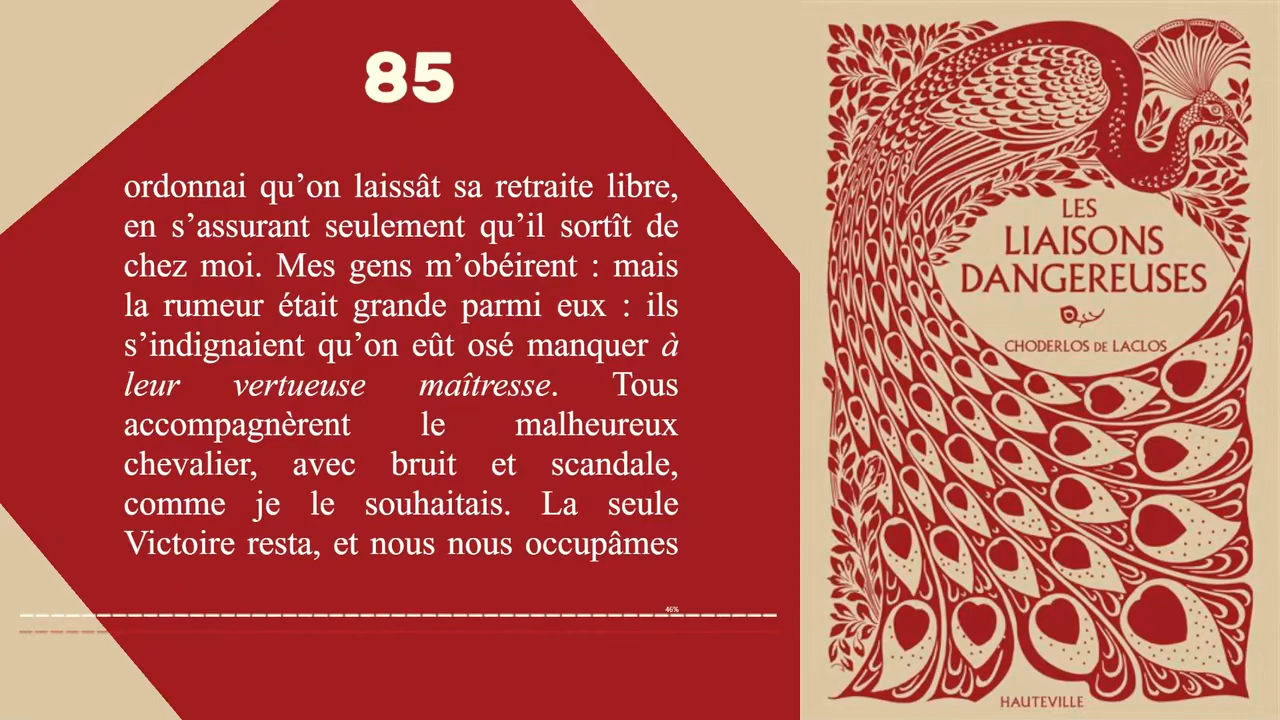 85
ordonnai qu’on laissât sa retraite libre,
en s’assurant seulement qu’il sortît de
chez moi. Mes gens m’obéirent : mais
la rumeur était grande parmi eux : ils
s’indignaient qu’on eût osé manquer à
leur vertueuse maîtresse. Tous
accompagnèrent le malheureux
chevalier, avec bruit et scandale,
comme je le souhaitais. La seule
Victoire resta, et nous nous occupâmes
46%
LES
LIAISONS
DANGEREUSES
CHODERLOS DE LACLOS
HAUTEVILLE